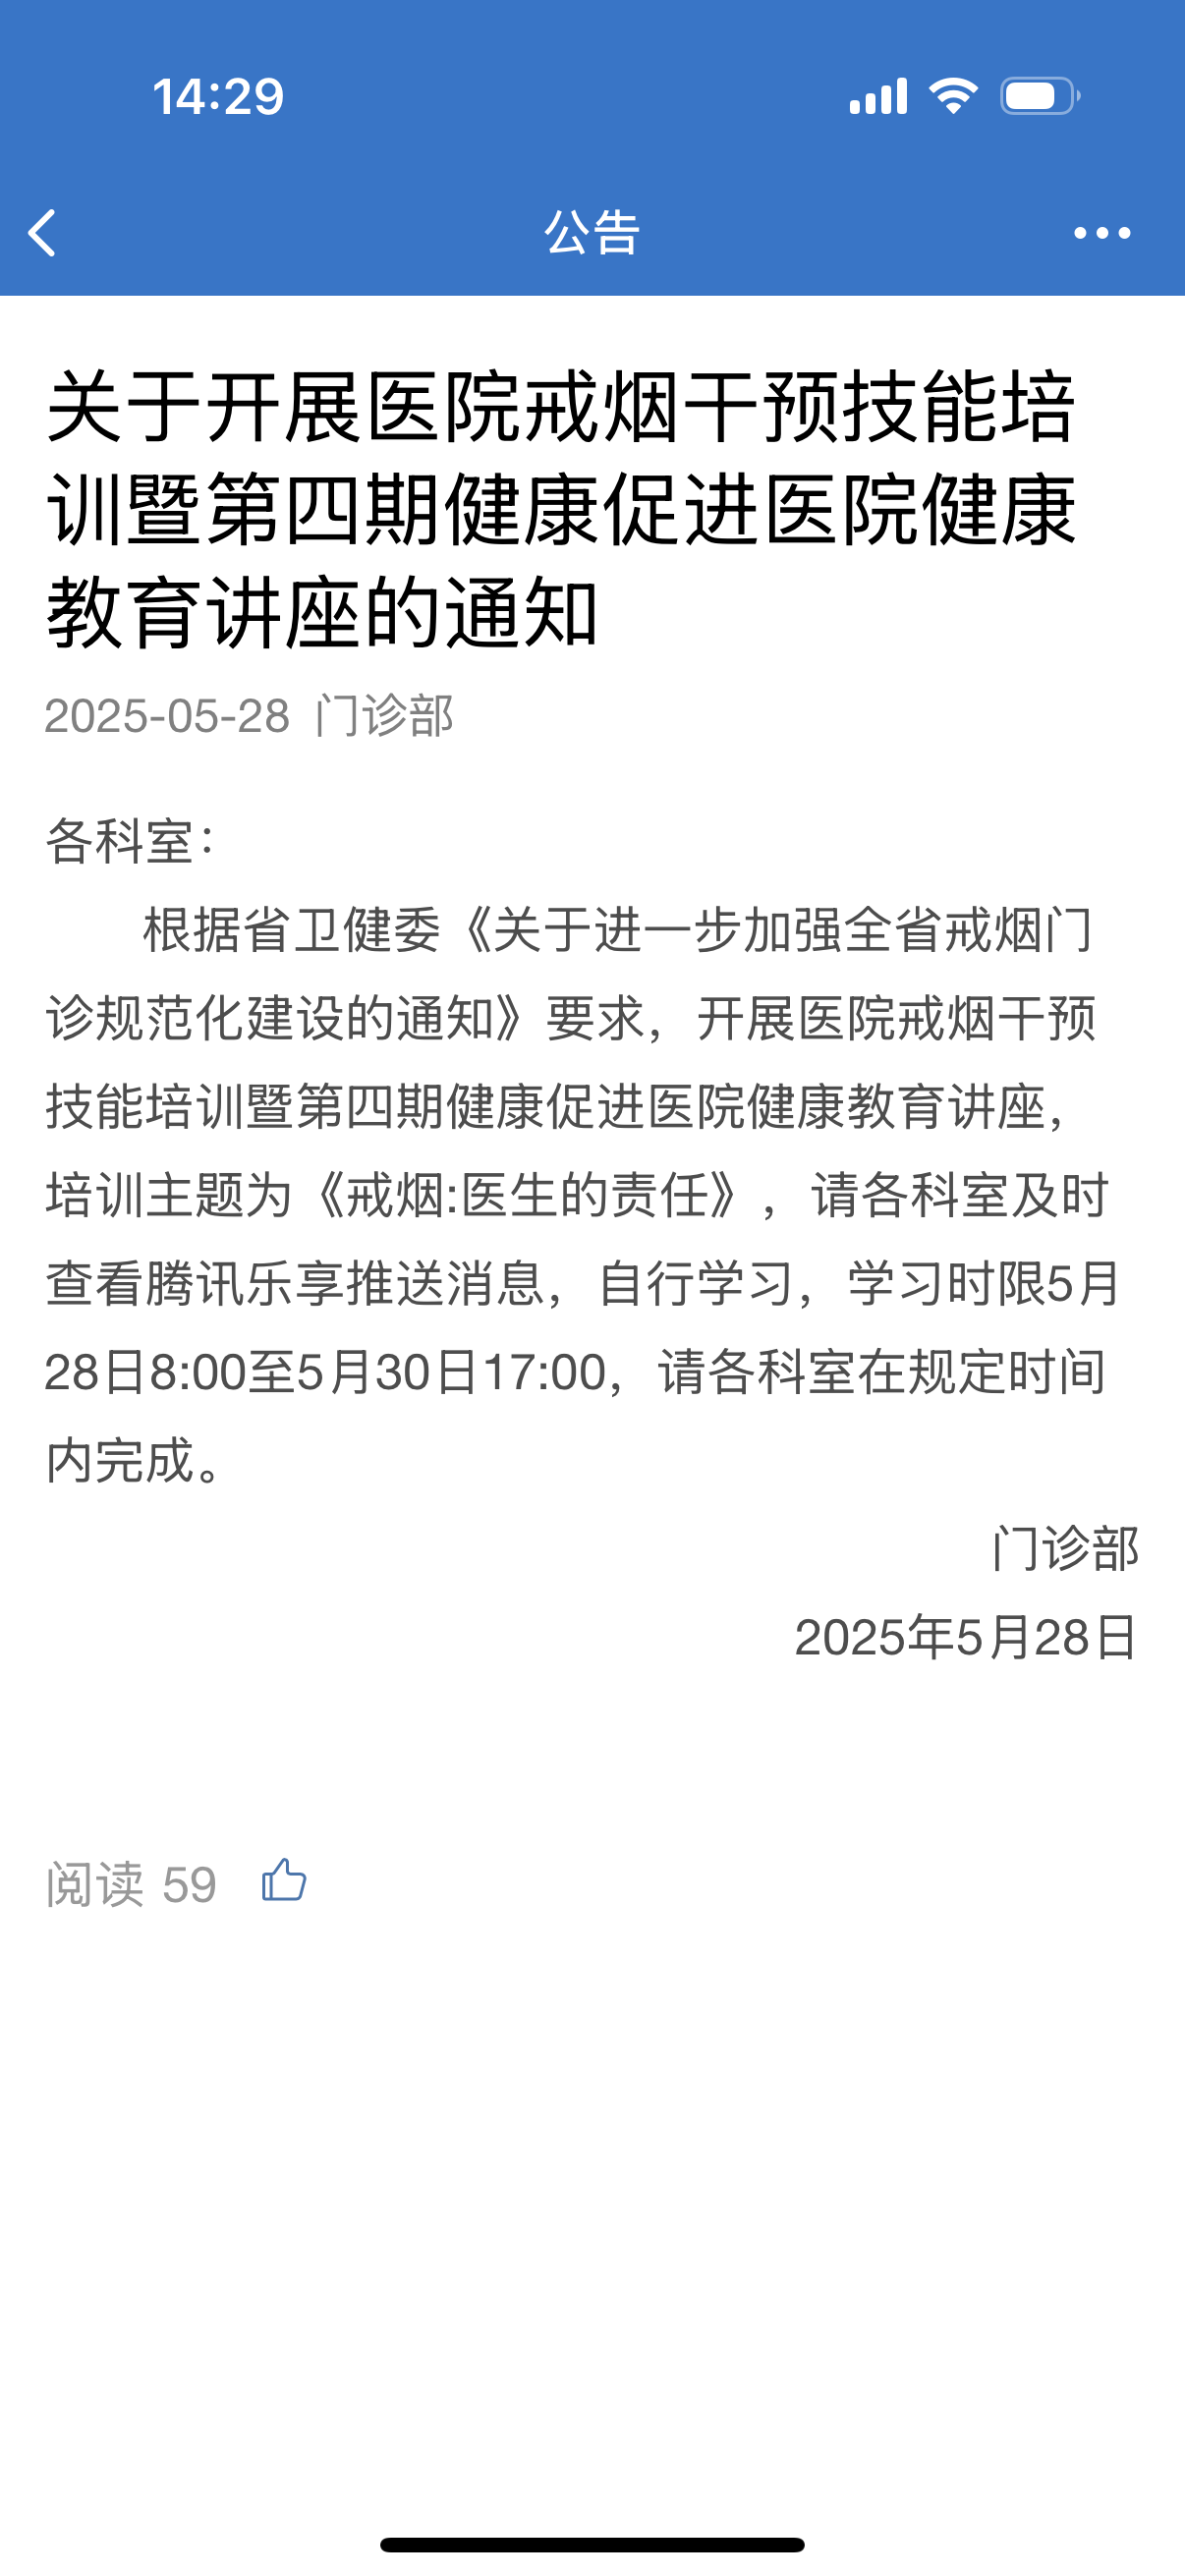 14:29
公告
关于开展医院戒烟干预技能培
训暨第四期健康促进医院健康
教育讲座的通知
2025-05-28 门诊部
各科室：
根据省卫健委《关于进一步加强全省戒烟门
诊规范化建设的通知》要求，开展医院戒烟干预
技能培训暨第四期健康促进医院健康教育讲座，
培训主题为《戒烟:医生的责任》，请各科室及时
查看腾讯乐享推送消息，自行学习，学习时限5月
28日8:00至5月30日17:00，请各科室在规定时间
内完成。
门诊部
2025年5月28日
阅读 59